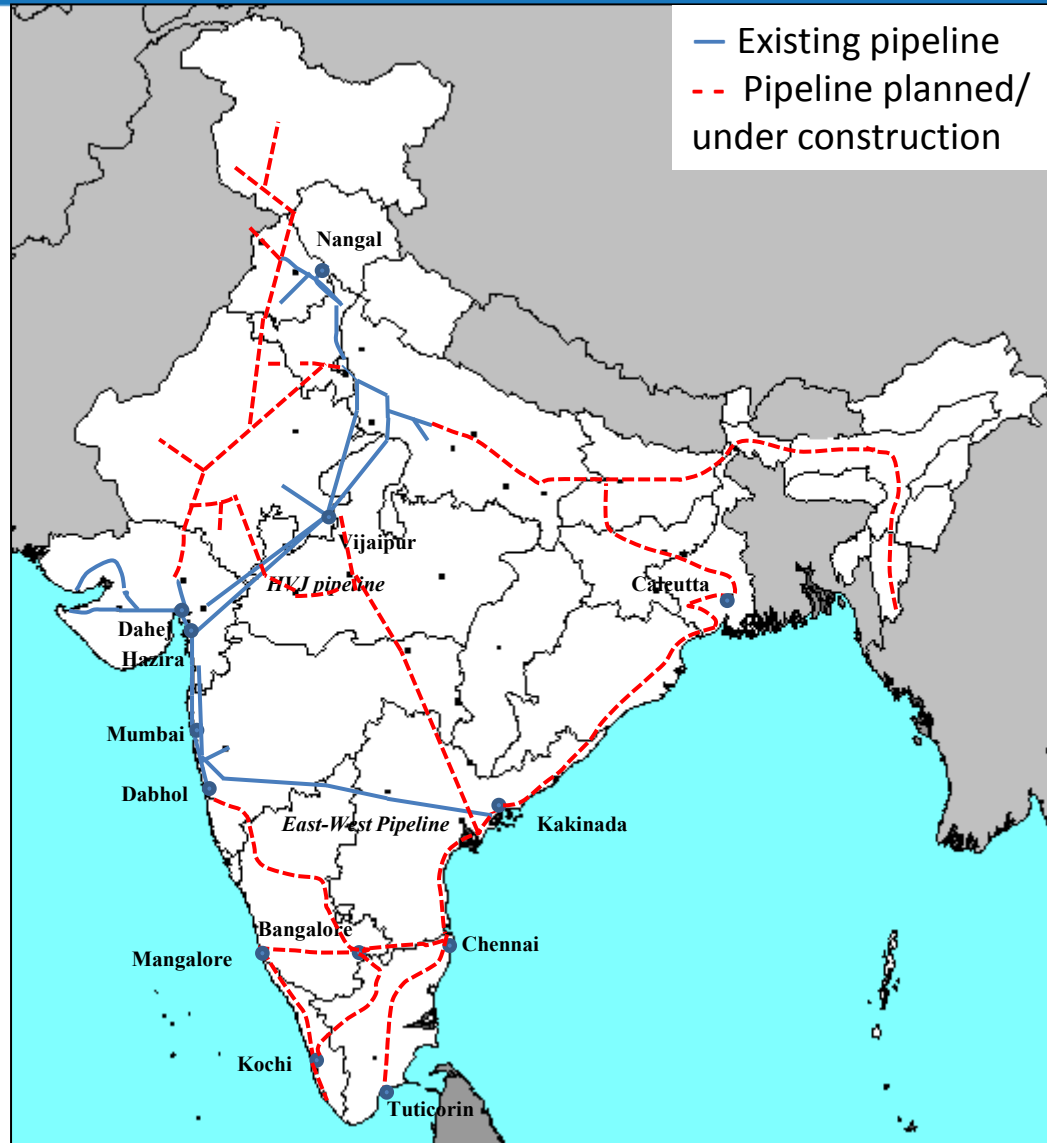 Existing pipeline
Pipeline planned/
under construction
Nangal
Vijaipur
HVJ pipeline
Calcutta
Dahej
Hazira
Mumbai
Dabhol
East-West Pipeline
Kakinada
Bangalore
Chennai
Mangalore
Kochi
Tuticorin